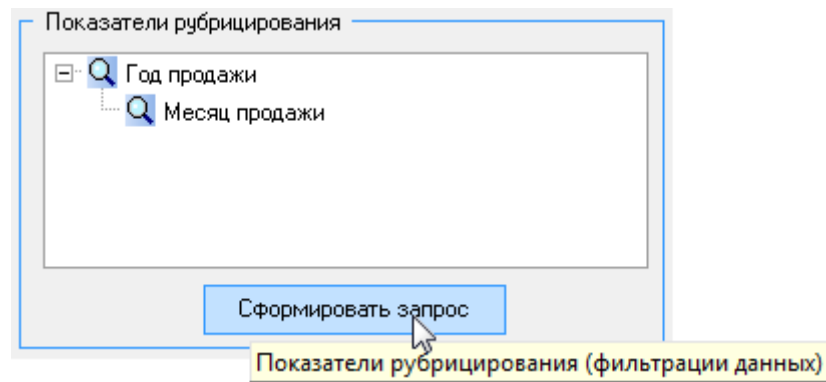 Показатели рубрицирования
Год продажи
Месяц продажи
Сформировать запрос
Показатели рубрицирования (фильтрации данных)